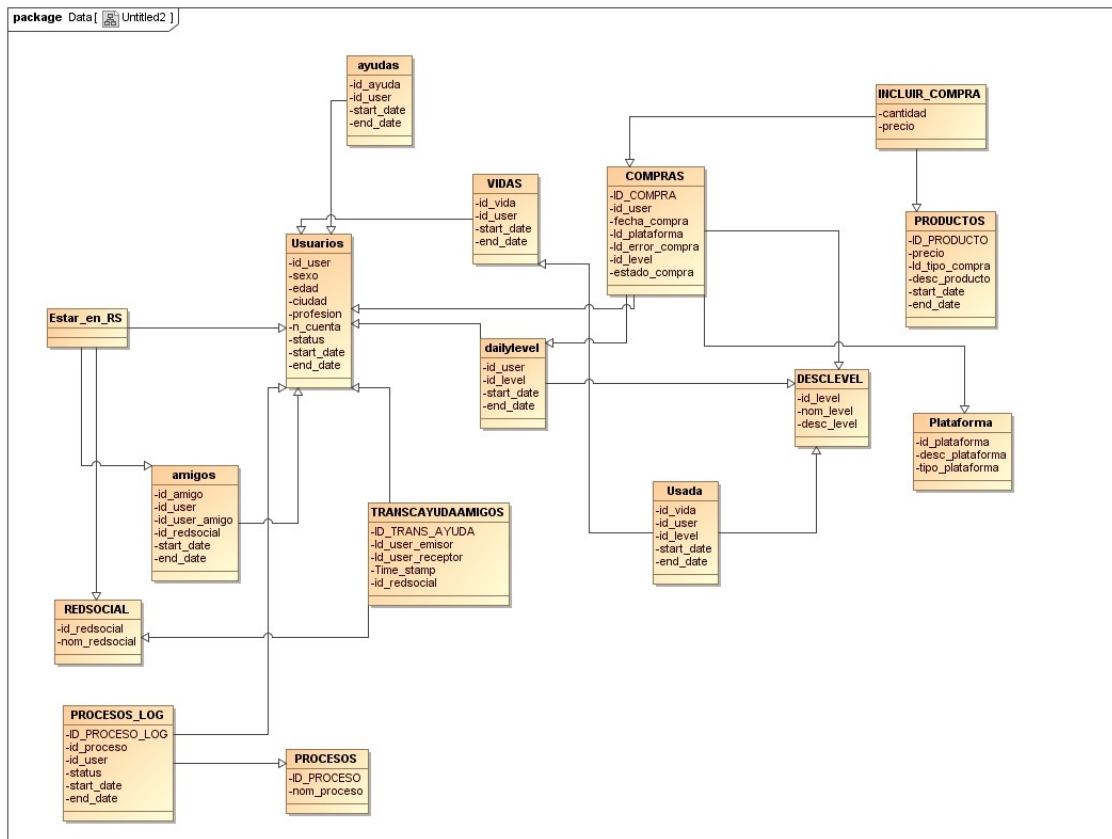 package Data [ Untitled2 ]
ayudas
-id_ayuda
-id_user
-start_date
-end_date
INCLUIR_COMPRA
-cantidad
-precio
VIDAS
-id_vida
-id_user
-start_date
-end_date
COMPRAS
-ID_COMPRA
-id_user
-fecha_compra
-Id_plataforma
-Id_error_compra
-id_level
-estado_compra
PRODUCTOS
-ID_PRODUCTO
-precio
-Id_tipo_compra
-desc_producto
-start_date
-end_date
Usuarios
-id_user
-sexo
-edad
-ciudad
-profesion
-n_cuenta
-status
-start_date
-end_date
Estar_en_RS
dailylevel
-id_user
-id_level
-start_date
-end_date
DESCLEVEL
-id_level
-nom_level
-desc_level
Plataforma
-id_plataforma
-desc_plataforma
-tipo_plataforma
amigos
-id_amigo
-id_user
-id_user_amigo
-id_redsocial
-start_date
-end_date
TRANSCAYUDAAMIGOS
-ID_TRANS_AYUDA
-Id_user_emisor
-Id_user_receptor
-Time_stamp
-id_redsocial
Usada
-id_vida
-id_user
-id_level
-start_date
-end_date
REDSOCIAL
-id_redsocial
-nom_redsocial
PROCESOS_LOG
-ID_PROCESO_LOG
-id_proceso
-id_user
-status
-start_date
-end_date
PROCESOS
-ID_PROCESO
-nom_proceso